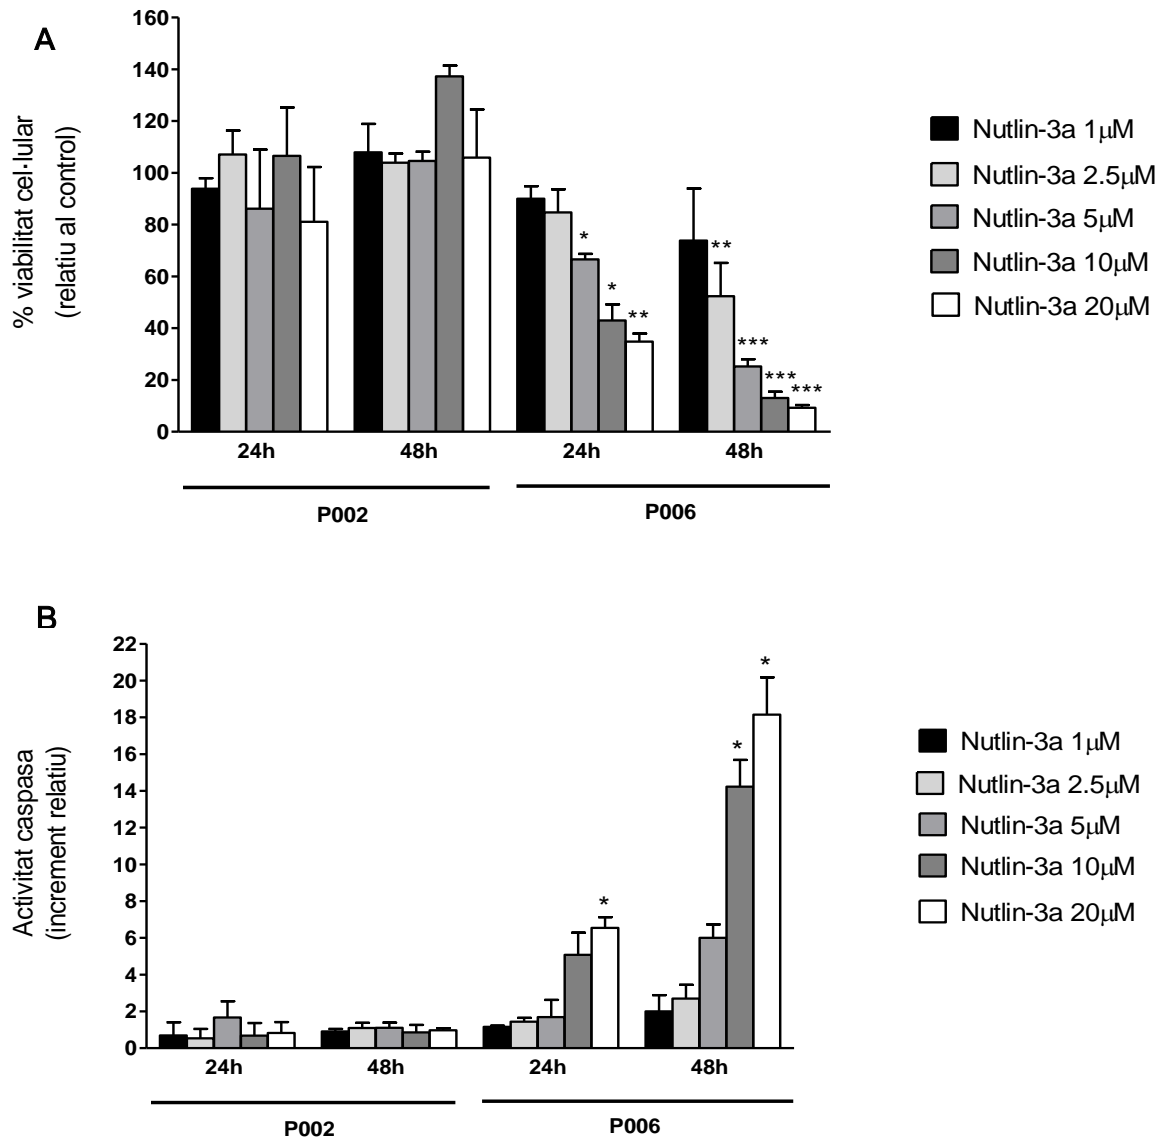 A
% viabilitat cel·lular
(relatiu al control)
160
140
120
100
80
60
40
20
0
*
*
**
**
***
***
***
24h
48h
24h
48h
P002
P006
Nutlin-3a 1μM
Nutlin-3a 2.5μM
Nutlin-3a 5μM
Nutlin-3a 10μM
Nutlin-3a 20μM
B
Activitat caspasa
(increment relatiu)
22
20
18
16
14
12
10
8
6
4
2
0
*
*
*
24h
48h
24h
48h
P002
P006
Nutlin-3a 1μM
Nutlin-3a 2.5μM
Nutlin-3a 5μM
Nutlin-3a 10μM
Nutlin-3a 20μM